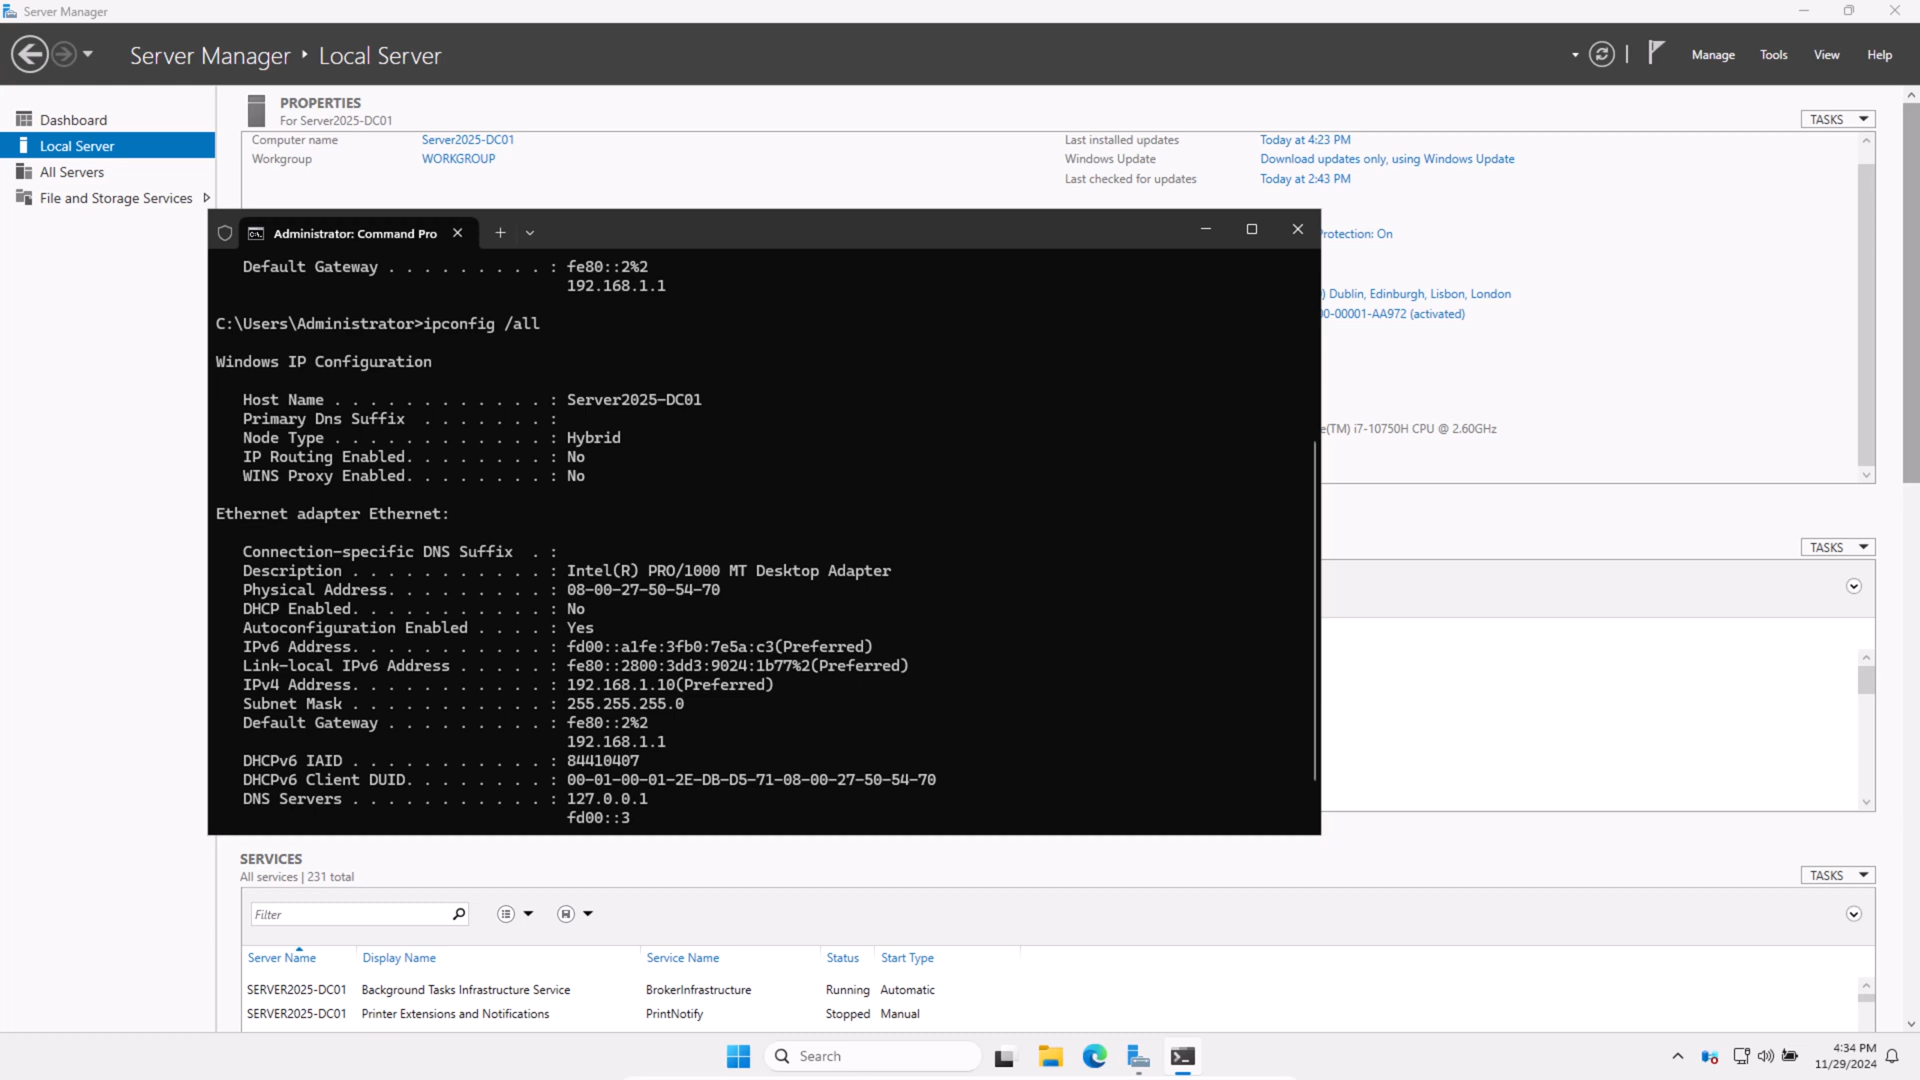 Server Manager
Server Manager ‣ Local Server
Manage Tools View Help
Dashboard
Local Server
All Servers
File and Storage Services
PROPERTIES
For Server2025-DC01
TASKS
Computer name Server2025-DC01
Workgroup WORKGROUP
Last installed updates Today at 4:23 PM
Windows Update Download updates only, using Windows Update
Last checked for updates Today at 2:43 PM
Protection: On
) Dublin, Edinburgh, Lisbon, London
00-00001-AA972 (activated)
e(TM) i7-10750H CPU @ 2.60GHz
Administrator: Command Pro
Default Gateway . . . . . . . . . : fe80::2%2
192.168.1.1
C:\Users\Administrator>ipconfig /all
Windows IP Configuration
Host Name . . . . . . . . . . . . : Server2025-DC01
Primary Dns Suffix . . . . . . . :
Node Type . . . . . . . . . . . . : Hybrid
IP Routing Enabled. . . . . . . . : No
WINS Proxy Enabled. . . . . . . . : No
Ethernet adapter Ethernet:
Connection-specific DNS Suffix . :
Description . . . . . . . . . . . : Intel(R) PRO/1000 MT Desktop Adapter
Physical Address. . . . . . . . . : 08-00-27-50-54-70
DHCP Enabled. . . . . . . . . . . : No
Autoconfiguration Enabled . . . . : Yes
IPv6 Address. . . . . . . . . . . : fd00::a1fe:3fb0:7e5a:c3(Preferred)
Link-local IPv6 Address . . . . . : fe80::2800:3dd3:9024:1b77%2(Preferred)
IPv4 Address. . . . . . . . . . . : 192.168.1.10(Preferred)
Subnet Mask . . . . . . . . . . . : 255.255.255.0
Default Gateway . . . . . . . . . : fe80::2%2
192.168.1.1
DHCPv6 IAID . . . . . . . . . . . : 84410407
DHCPv6 Client DUID. . . . . . . . : 00-01-00-01-2E-DB-D5-71-08-00-27-50-54-70
DNS Servers . . . . . . . . . . . : 127.0.0.1
fd00::3
TASKS
SERVICES
All services | 231 total
TASKS
Filter
Server Name Display Name Service Name Status Start Type
SERVER2025-DC01 Background Tasks Infrastructure Service BrokerInfrastructure Running Automatic
SERVER2025-DC01 Printer Extensions and Notifications PrintNotify Stopped Manual
Search
4:34 PM
11/29/2024